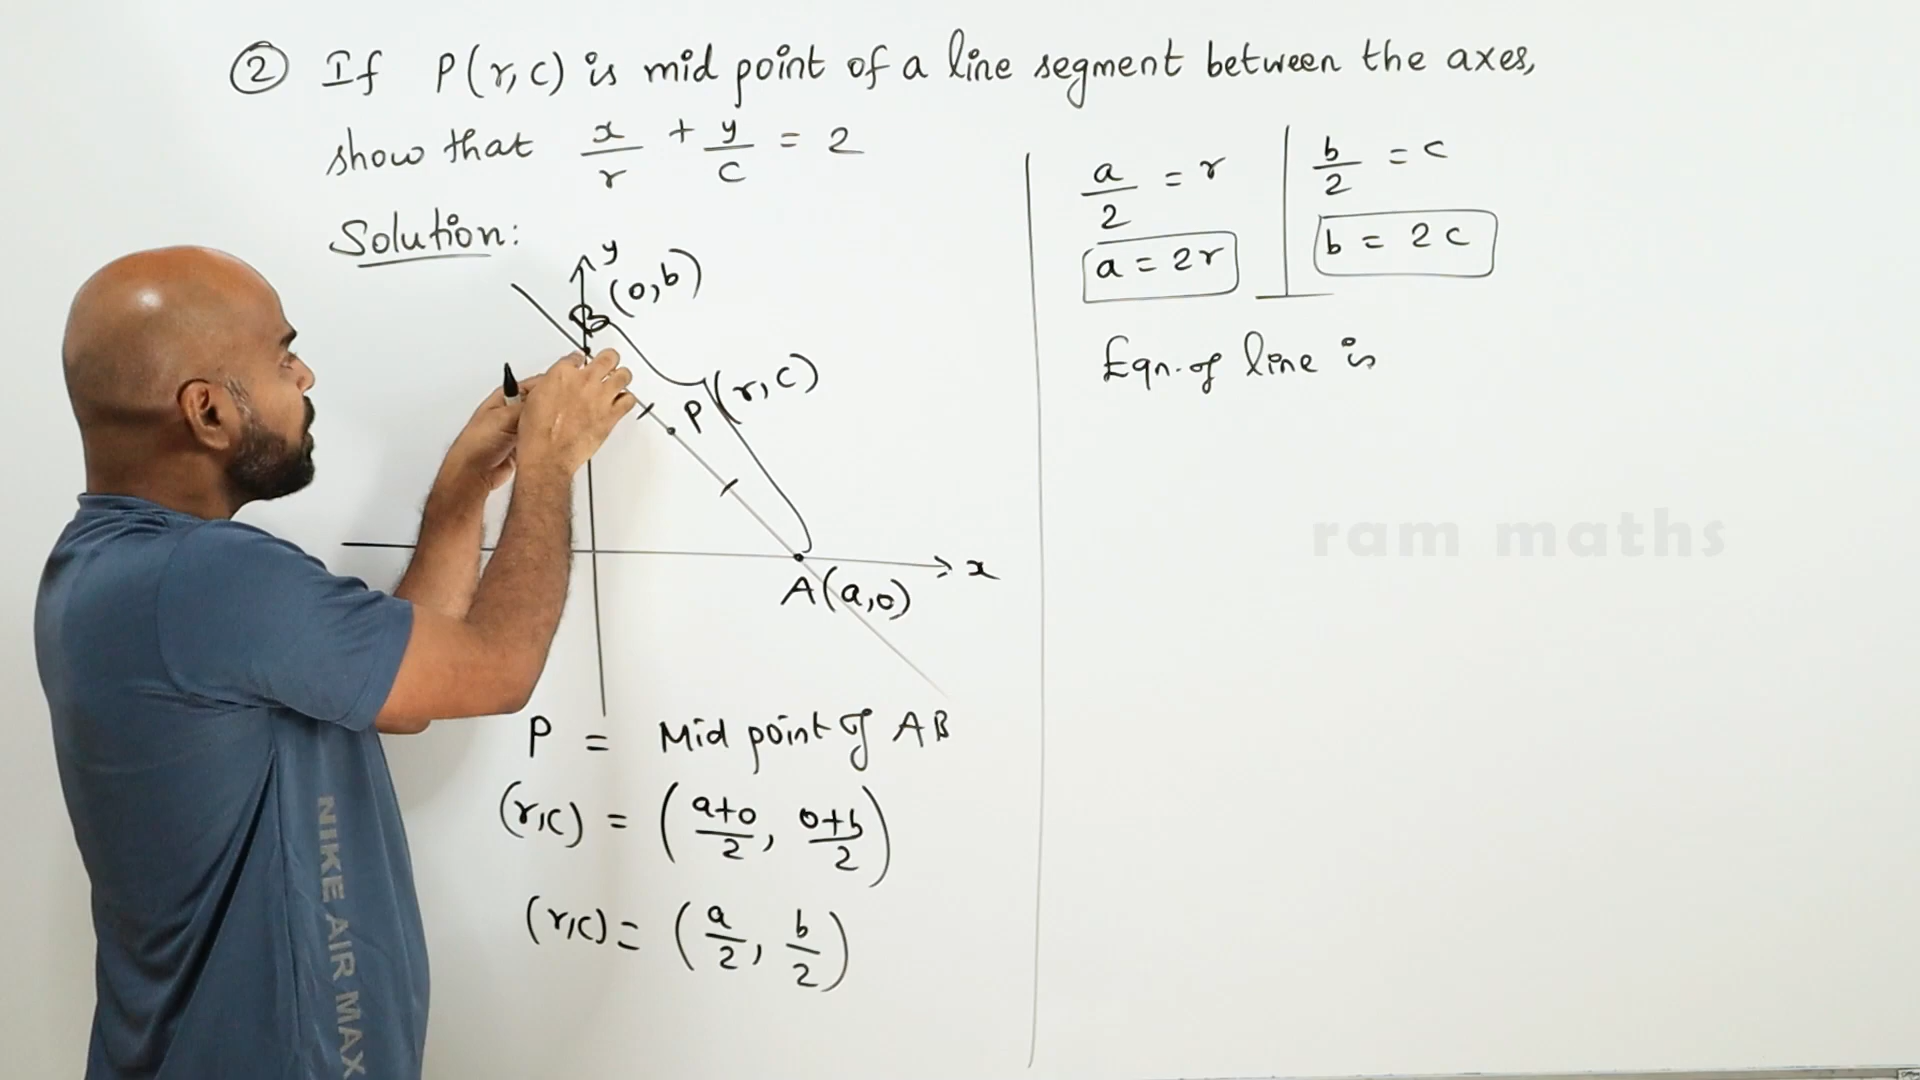 ② If P(r,c) is mid point of a line segment between the axes,
show that x/r + y/c = 2
Solution:
y
(0,b)
B
P(r,c)
x
A(a,0)
P = Mid point of AB
(r,c) = (a+0/2, 0+b/2)
(r,c) = (a/2, b/2)
a/2 = r
a = 2r
b/2 = c
b = 2c
Eqn. of line is
ram maths
NIKE AIR MAX